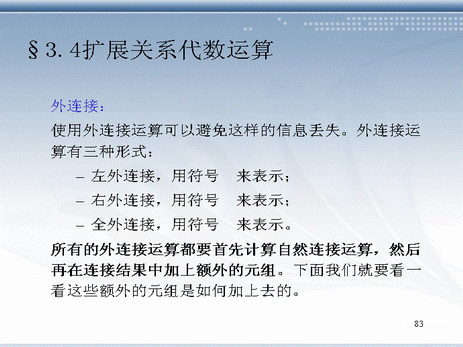 §3.4扩展关系代数运算
外连接：
使用外连接运算可以避免这样的信息丢失。外连接运
算有三种形式：
– 左外连接，用符号 来表示；
– 右外连接，用符号 来表示；
– 全外连接，用符号 来表示。
所有的外连接运算都要首先计算自然连接运算，然后
再在连接结果中加上额外的元组。下面我们就要看一
看这些额外的元组是如何加上去的。
83